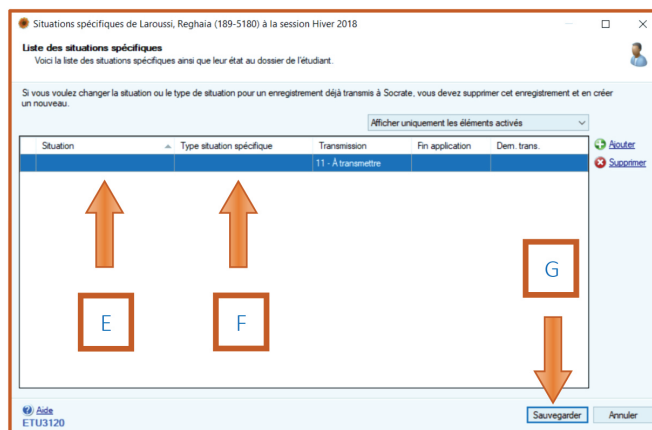 Situations spécifiques de Laroussi, Reghaia (189-5180) à la session Hiver 2018
Liste des situations spécifiques
Voici la liste des situations spécifiques ainsi que leur état au dossier de l'étudiant.
Si vous voulez changer la situation ou le type de situation pour un enregistrement déjà transmis à Socrate, vous devez supprimer cet enregistrement et en créer
un nouveau.
Afficher uniquement les éléments activés
Situation Type situation spécifique Transmission Fin application Dern. trans.
Ajouter
11 - À transmettre
Supprimer
G
E F
Aide
ETU3120
Sauvegarder Annuler